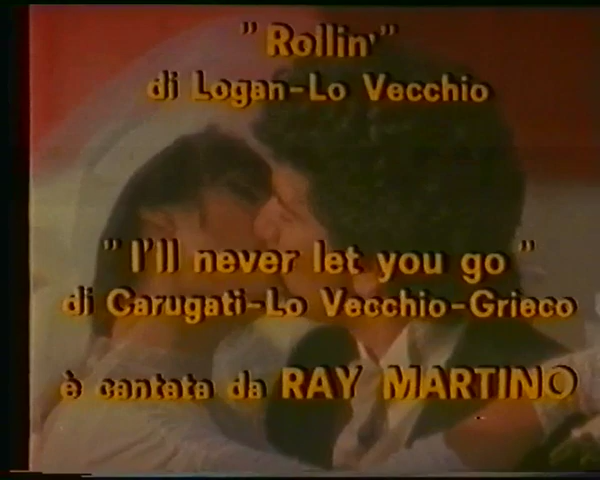 "Rollin'"
di Logan-Lo Vecchio
"I'll never let you go"
di Carugati-Lo Vecchio-Grieco
è cantata da RAY MARTINO